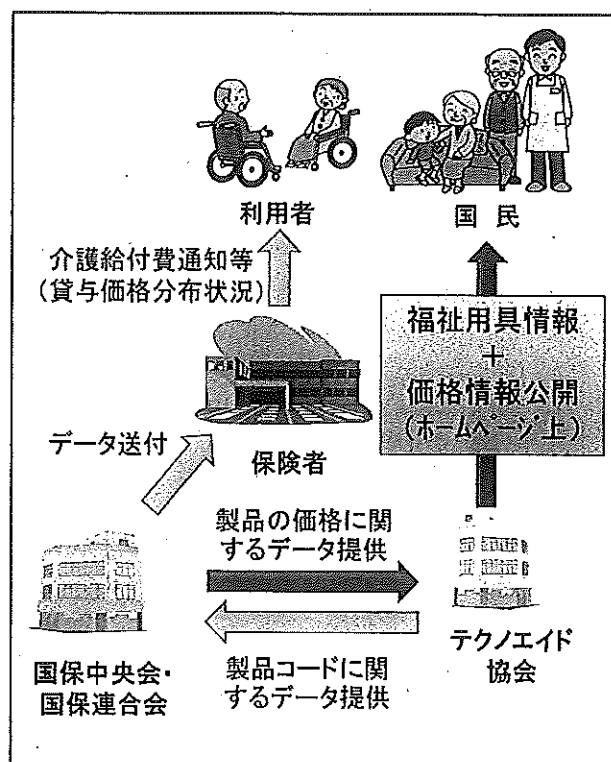 利用者
国民
介護給付費通知等
(貸与価格分布状況)
福祉用具情報
＋
価格情報公開
(ホームページ上)
データ送付
保険者
製品の価格に関
するデータ提供
国保中央会・
国保連合会
製品コードに関
するデータ提供
テクノエイド
協会